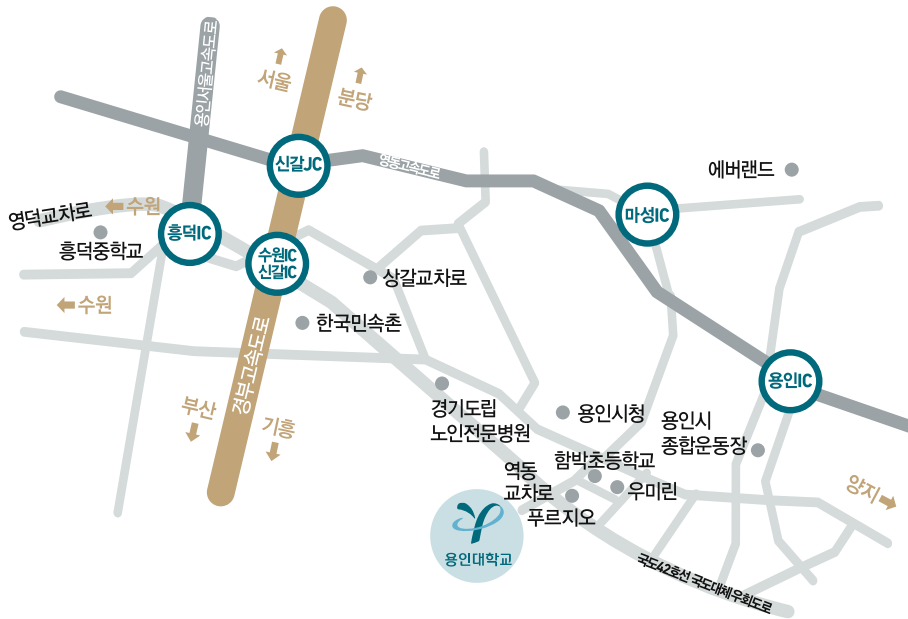 용인서울고속도로
서울
분당
신갈JC
영동고속도로
에버랜드
수원
영덕교차로
흥덕IC
마성IC
흥덕중학교
수원IC
신갈IC
상갈교차로
수원
한국민속촌
경부고속도로
용인IC
부산
기흥
경기도립
노인전문병원
용인시청
용인시
종합운동장
함박초등학교
역동
교차로
우미린
양지
푸르지오
용인대학교
국도42호선 국도대체우회도로